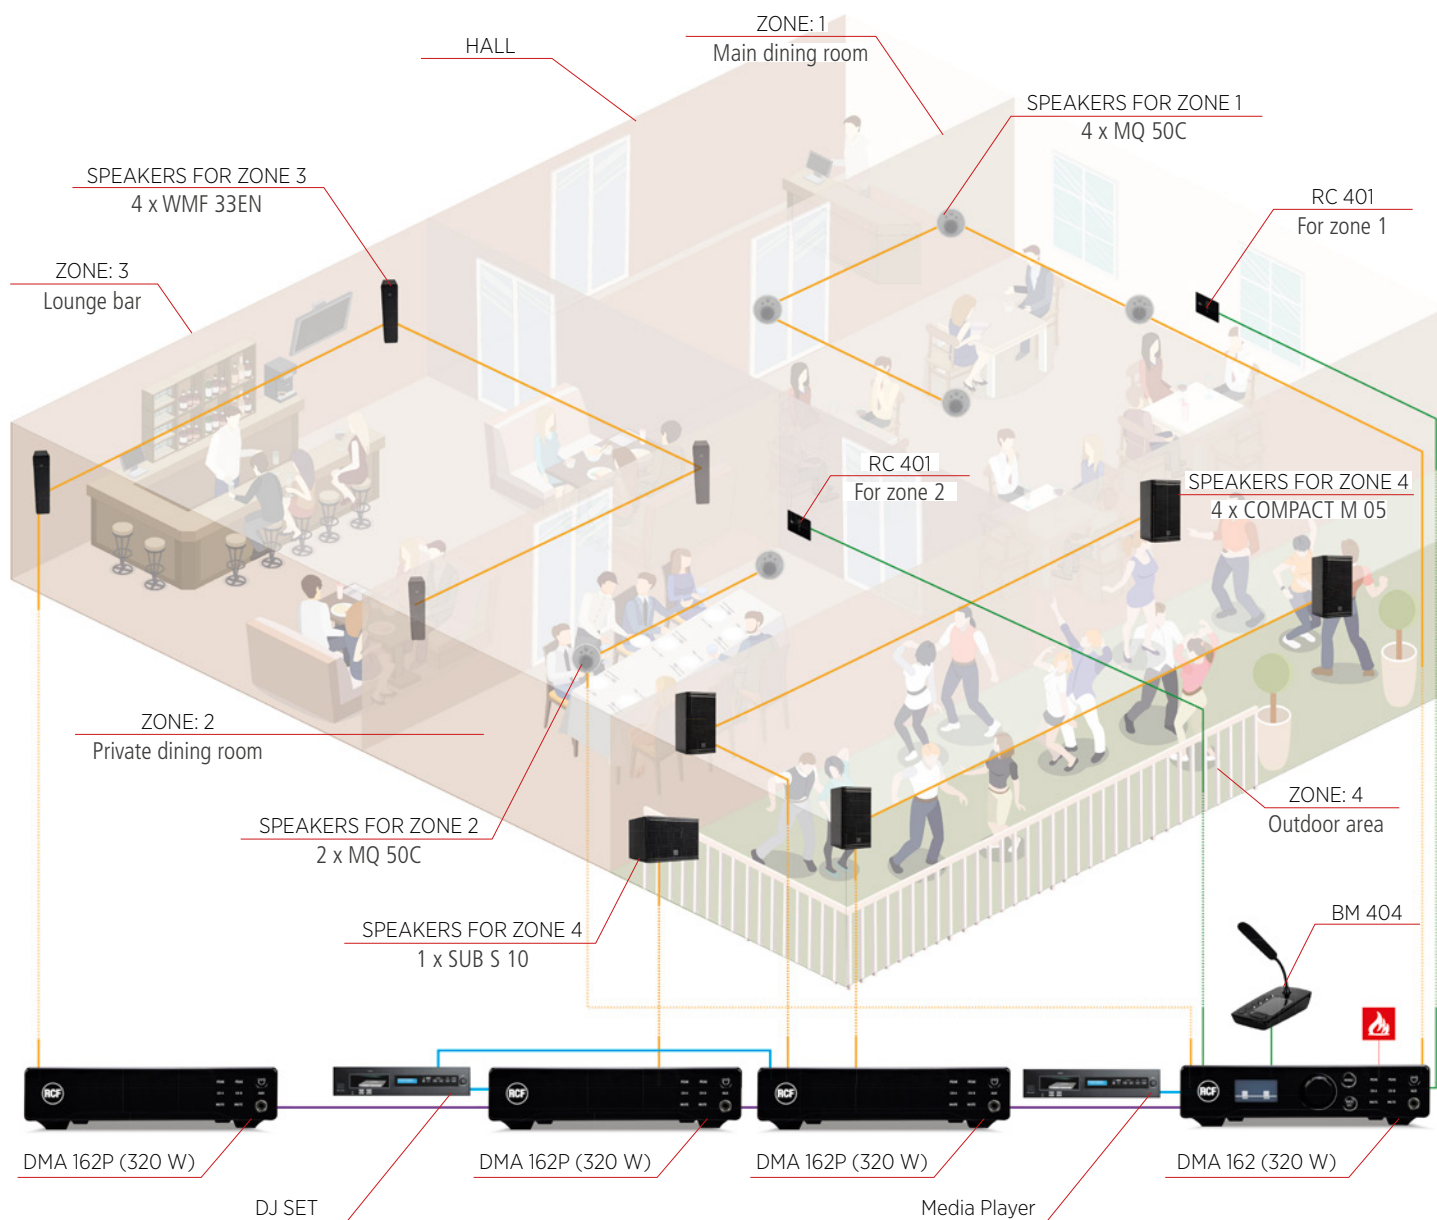 ZONE: 1
Main dining room
HALL
SPEAKERS FOR ZONE 1
4 x MQ 50C
SPEAKERS FOR ZONE 3
4 x WMF 33EN
RC 401
For zone 1
ZONE: 3
Lounge bar
RC 401
For zone 2
SPEAKERS FOR ZONE 4
4 x COMPACT M 05
ZONE: 2
Private dining room
ZONE: 4
Outdoor area
SPEAKERS FOR ZONE 2
2 x MQ 50C
SPEAKERS FOR ZONE 4
1 x SUB S 10
BM 404
RCF
RCF
RCF
RCF
DMA 162P (320 W)
DMA 162P (320 W)
DMA 162P (320 W)
DMA 162 (320 W)
DJ SET
Media Player